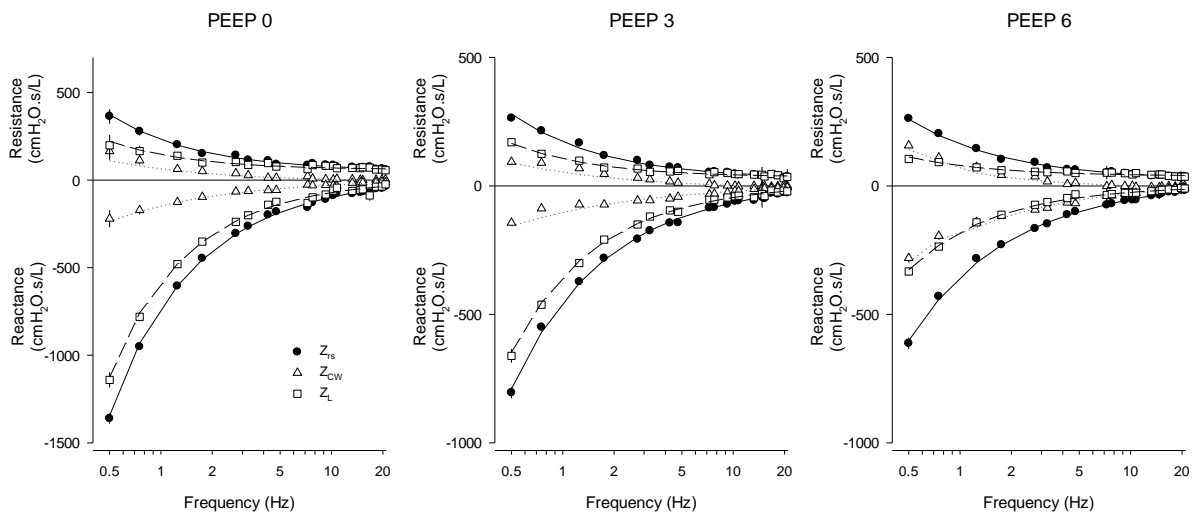 PEEP 0
PEEP 3
PEEP 6
Resistance
(cmH2O.s/L)
Reactance
(cmH2O.s/L)
500
0
-500
-1000
-1500
0.5
1
2
5
10
20
Frequency (Hz)
Zrs
ZCW
ZL
Resistance
(cmH2O.s/L)
Reactance
(cmH2O.s/L)
500
0
-500
-1000
0.5
1
2
5
10
20
Frequency (Hz)
Resistance
(cmH2O.s/L)
Reactance
(cmH2O.s/L)
500
0
-500
-1000
0.5
1
2
5
10
20
Frequency (Hz)